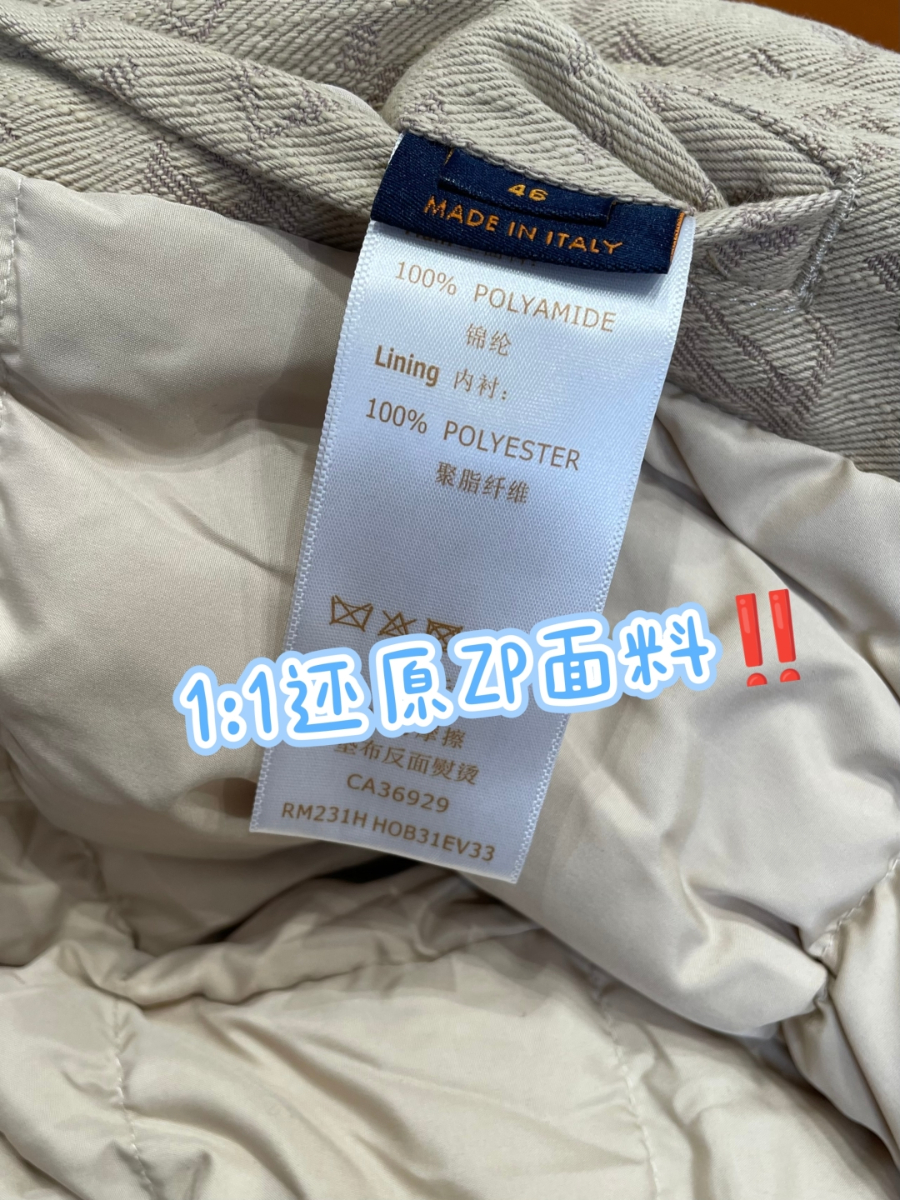 46
MADE IN ITALY
100% POLYAMIDE
锦纶
Lining 内衬:
100% POLYESTER
聚脂纤维
1:1还原ZP面料‼️
垫布反面熨烫
CA36929
RM231H HOB31EV33